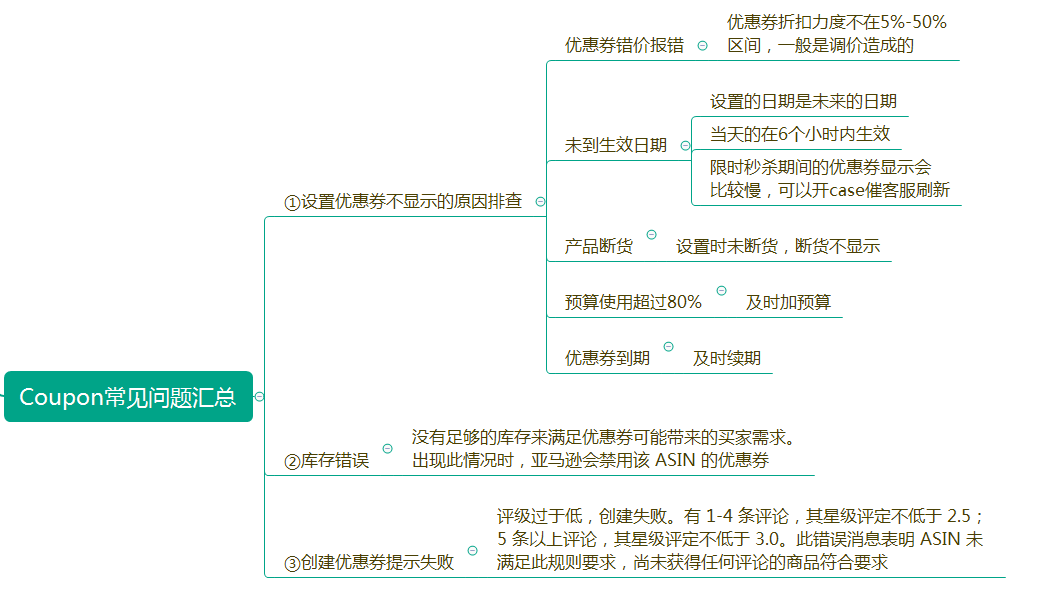 Coupon常见问题汇总
①设置优惠券不显示的原因排查
优惠券错价报错
优惠券折扣力度不在5%-50%
区间，一般是调价造成的
未到生效日期
设置的日期是未来的日期
当天的在6个小时内生效
限时秒杀期间的优惠券显示会
比较慢，可以开case催客服刷新
产品断货
设置时未断货，断货不显示
预算使用超过80%
及时加预算
优惠券到期
及时续期
②库存错误
没有足够的库存来满足优惠券可能带来的买家需求。
出现此情况时，亚马逊会禁用该 ASIN 的优惠券
③创建优惠券提示失败
评级过于低，创建失败。有 1-4 条评论，其星级评定不低于 2.5；
5 条以上评论，其星级评定不低于 3.0。此错误消息表明 ASIN 未
满足此规则要求，尚未获得任何评论的商品符合要求